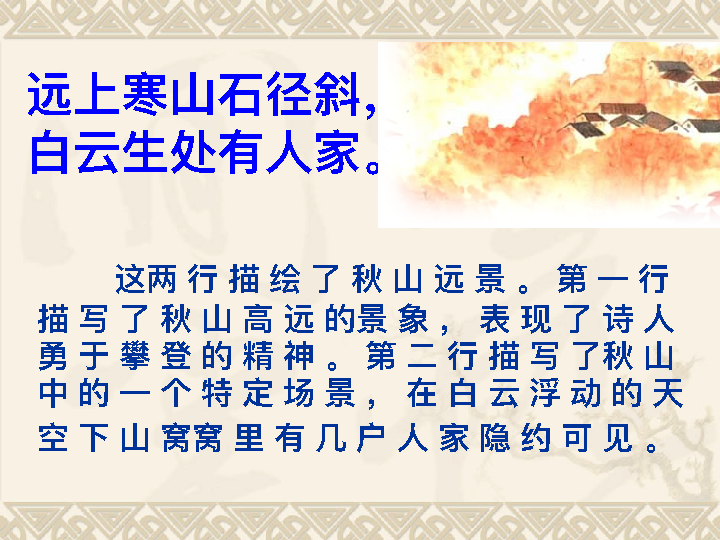 远上寒山石径斜，
白云生处有人家。
这两行描绘了秋山远景。第一行
描写了秋山高远的景象，表现了诗人
勇于攀登的精神。第二行描写了秋山
中的一个特定场景，在白云浮动的天
空下山窝窝里有几户人家隐约可见。